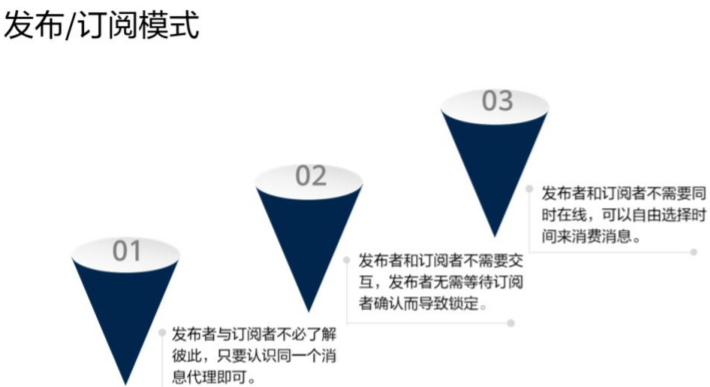 发布/订阅模式
01
发布者与订阅者不必了解
彼此，只要认识同一个消
息代理即可。
02
发布者和订阅者不需要交
互，发布者无需等待订阅
者确认而导致锁定。
03
发布者和订阅者不需要同
时在线，可以自由选择时
间来消费消息。